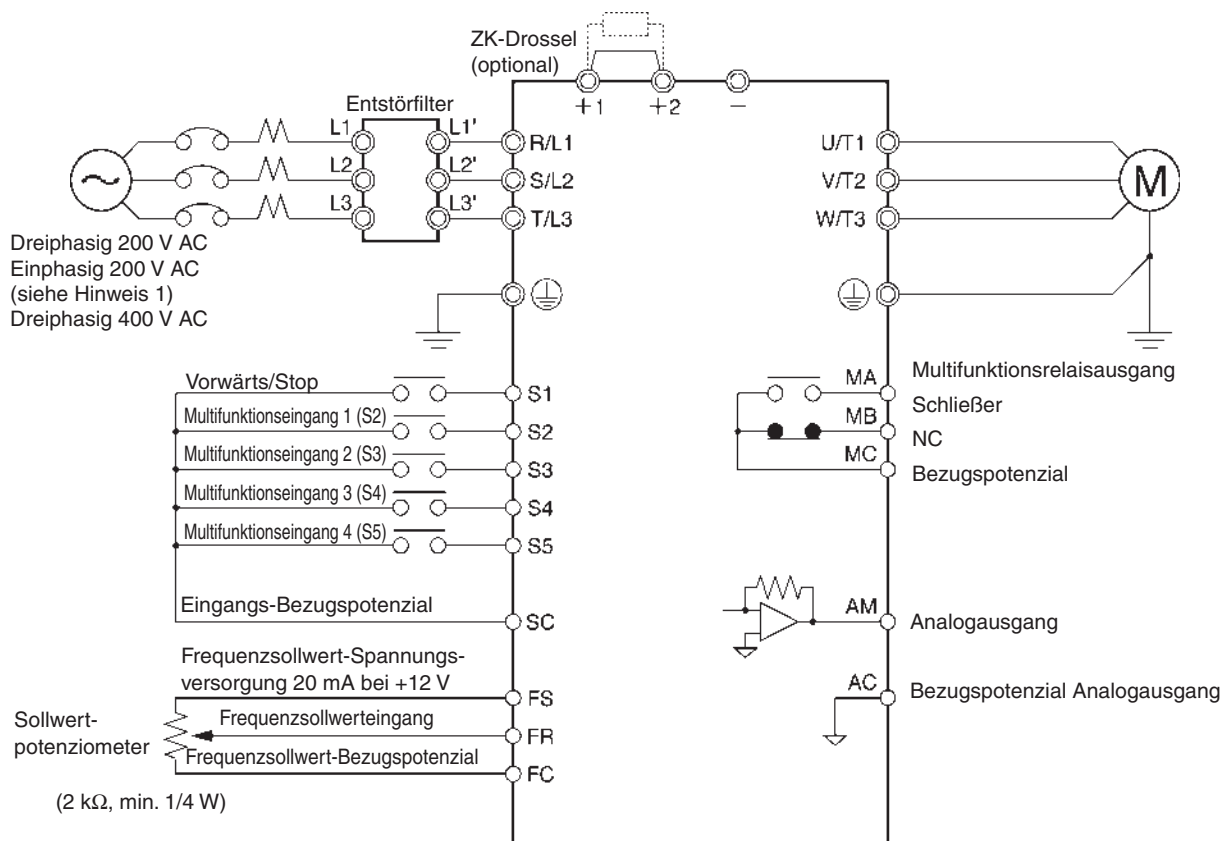 ZK-Drossel
(optional)
+1
+2
−
Entstörfilter
L1
L1'
R/L1
U/T1
L2
L2'
S/L2
V/T2
M
L3
L3'
T/L3
W/T3
Dreiphasig 200 V AC
Einphasig 200 V AC
(siehe Hinweis 1)
Dreiphasig 400 V AC
Vorwärts/Stop
S1
Multifunktionseingang 1 (S2)
S2
Multifunktionseingang 2 (S3)
S3
Multifunktionseingang 3 (S4)
S4
Multifunktionseingang 4 (S5)
S5
Eingangs-Bezugspotenzial
SC
MA
Multifunktionsrelaisausgang
Schließer
MB
NC
MC
Bezugspotenzial
AM
Analogausgang
AC
Bezugspotenzial Analogausgang
Frequenzsollwert-Spannungs-
versorgung 20 mA bei +12 V
FS
Sollwert-
potenziometer
Frequenzsollwerteingang
FR
Frequenzsollwert-Bezugspotenzial
FC
(2 kΩ, min. 1/4 W)